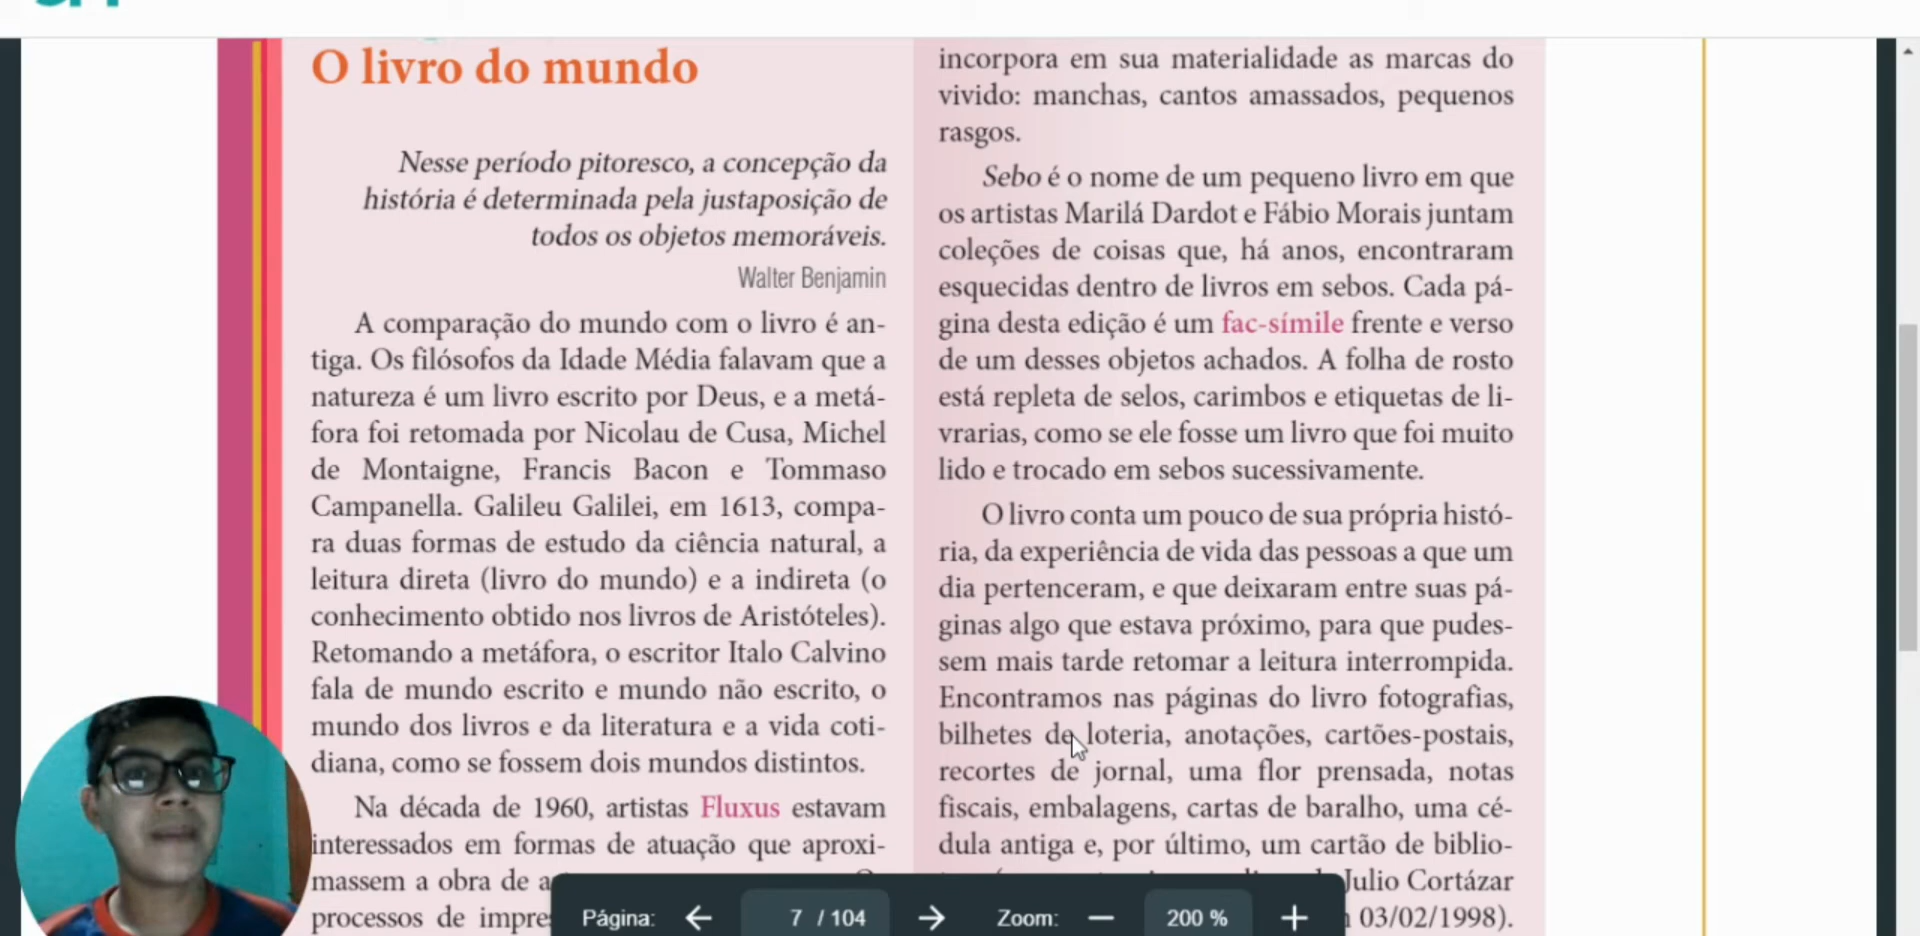 O livro do mundo
Nesse período pitoresco, a concepção da
história é determinada pela justaposição de
todos os objetos memoráveis.
Walter Benjamin
A comparação do mundo com o livro é an-
tiga. Os filósofos da Idade Média falavam que a
natureza é um livro escrito por Deus, e a metá-
fora foi retomada por Nicolau de Cusa, Michel
de Montaigne, Francis Bacon e Tommaso
Campanella. Galileu Galilei, em 1613, compa-
ra duas formas de estudo da ciência natural, a
leitura direta (livro do mundo) e a indireta (o
conhecimento obtido nos livros de Aristóteles).
Retomando a metáfora, o escritor Italo Calvino
fala de mundo escrito e mundo não escrito, o
mundo dos livros e da literatura e a vida coti-
diana, como se fossem dois mundos distintos.
Na década de 1960, artistas Fluxus estavam
interessados em formas de atuação que aproxi-
massem a obra de a
processos de impre
incorpora em sua materialidade as marcas do
vivido: manchas, cantos amassados, pequenos
rasgos.
Sebo é o nome de um pequeno livro em que
os artistas Marilá Dardot e Fábio Morais juntam
coleções de coisas que, há anos, encontraram
esquecidas dentro de livros em sebos. Cada pá-
gina desta edição é um fac-símile frente e verso
de um desses objetos achados. A folha de rosto
está repleta de selos, carimbos e etiquetas de li-
vrarias, como se ele fosse um livro que foi muito
lido e trocado em sebos sucessivamente.
O livro conta um pouco de sua própria histó-
ria, da experiência de vida das pessoas a que um
dia pertenceram, e que deixaram entre suas pá-
ginas algo que estava próximo, para que pudes-
sem mais tarde retomar a leitura interrompida.
Encontramos nas páginas do livro fotografias,
bilhetes de loteria, anotações, cartões-postais,
recortes de jornal, uma flor prensada, notas
fiscais, embalagens, cartas de baralho, uma cé-
dula antiga e, por último, um cartão de biblio-
Julio Cortázar
03/02/1998).
Página: 7 / 104 Zoom: 200 %